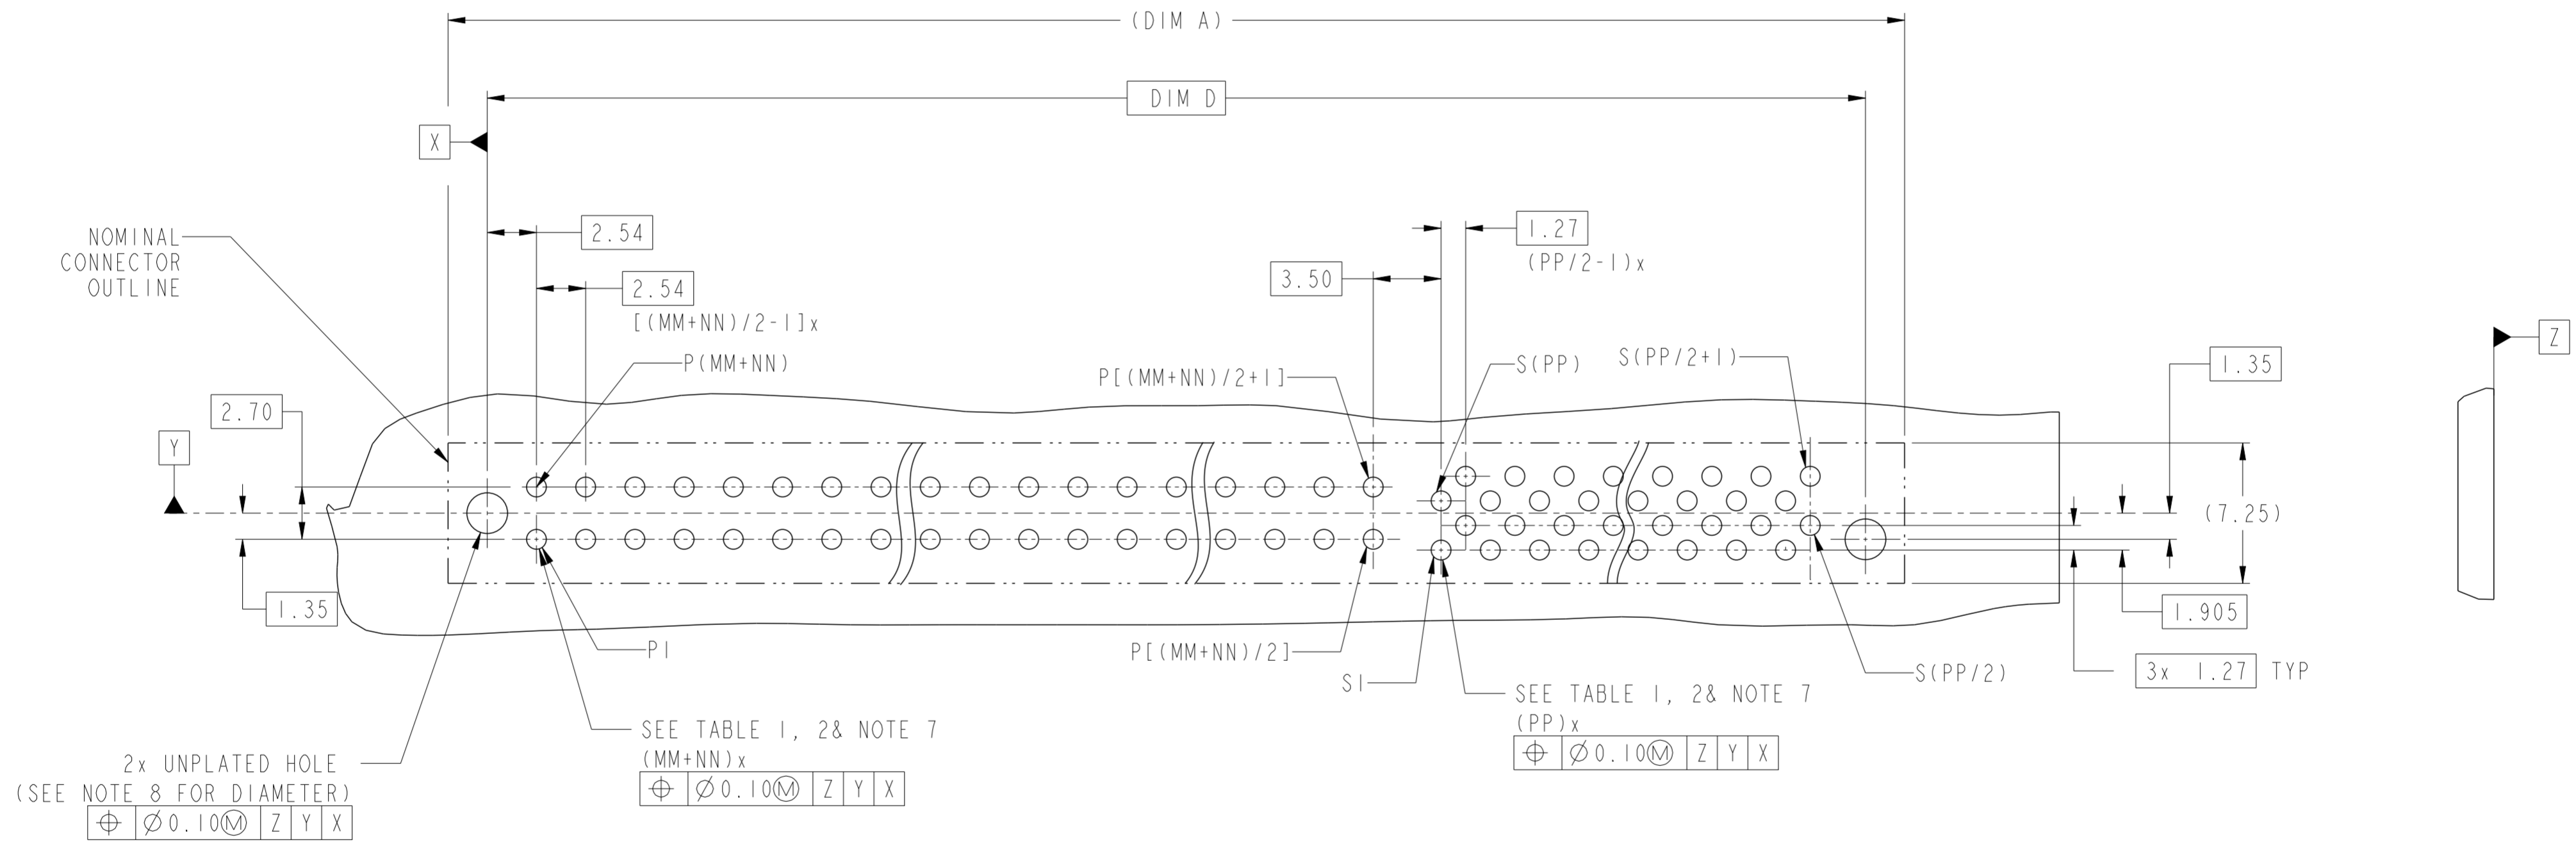 (DIM A)
DIM D
X
2.54
1.27
(PP/2-1)x
NOMINAL
CONNECTOR
OUTLINE
3.50
2.54
[(MM+NN)/2-1]x
Z
P(MM+NN)
S(PP)
S(PP/2+1)
1.35
P[(MM+NN)/2+1]
2.70
Y
(7.25)
1.35
1.905
P1
P[(MM+NN)/2]
S1
S(PP/2)
3x 1.27 TYP
SEE TABLE 1, 2& NOTE 7
(PP)x
⌖ Ø0.10Ⓜ Z Y X
SEE TABLE 1, 2& NOTE 7
(MM+NN)x
⌖ Ø0.10Ⓜ Z Y X
2x UNPLATED HOLE
(SEE NOTE 8 FOR DIAMETER)
⌖ Ø0.10Ⓜ Z Y X